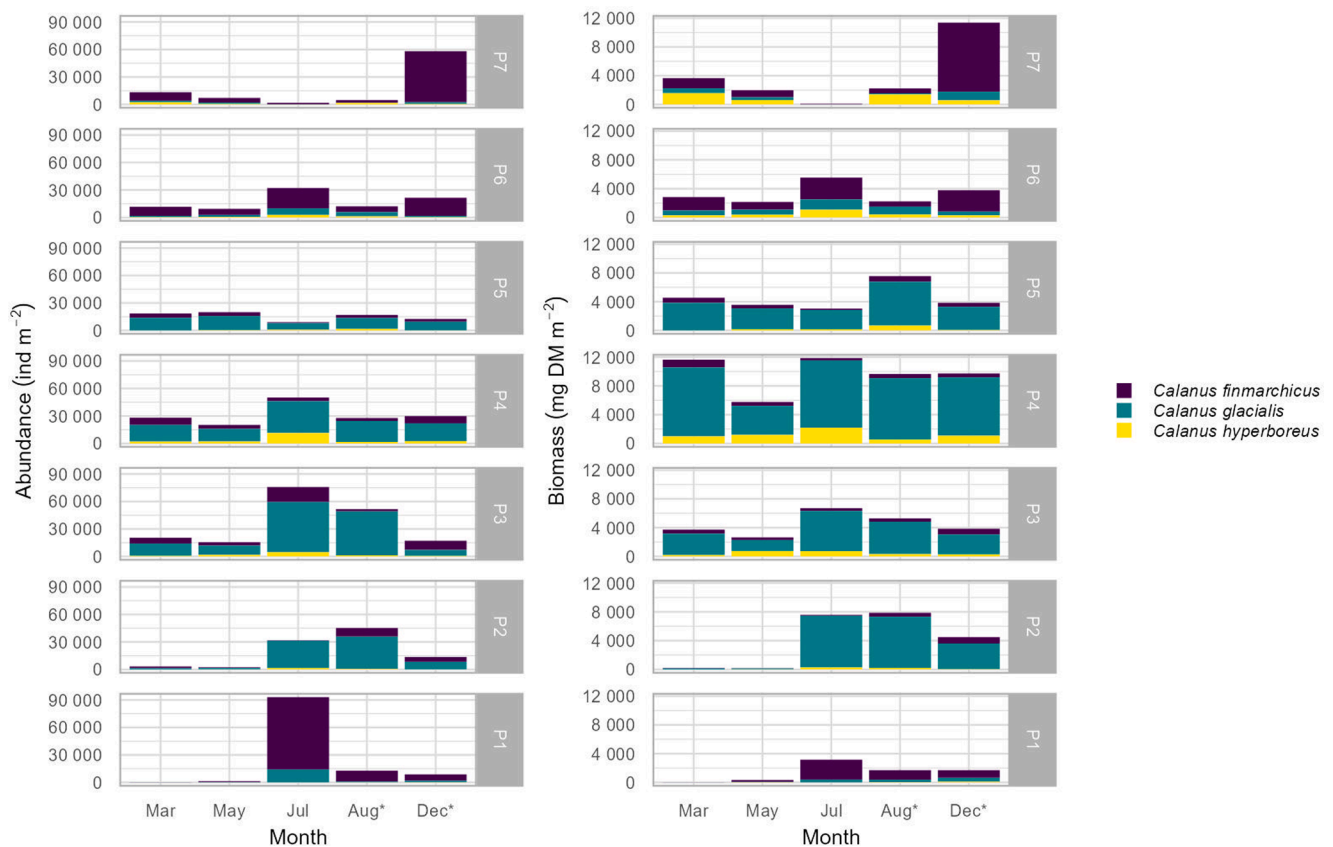 Abundance (ind m⁻²)
90 000
60 000
30 000
0
P7
90 000
60 000
30 000
0
P6
90 000
60 000
30 000
0
P5
90 000
60 000
30 000
0
P4
90 000
60 000
30 000
0
P3
90 000
60 000
30 000
0
P2
90 000
60 000
30 000
0
P1
Mar May Jul Aug* Dec*
Month
Biomass (mg DM m⁻²)
12 000
8 000
4 000
0
P7
12 000
8 000
4 000
0
P6
12 000
8 000
4 000
0
P5
12 000
8 000
4 000
0
P4
12 000
8 000
4 000
0
P3
12 000
8 000
4 000
0
P2
12 000
8 000
4 000
0
P1
Mar May Jul Aug* Dec*
Month
Calanus finmarchicus
Calanus glacialis
Calanus hyperboreus